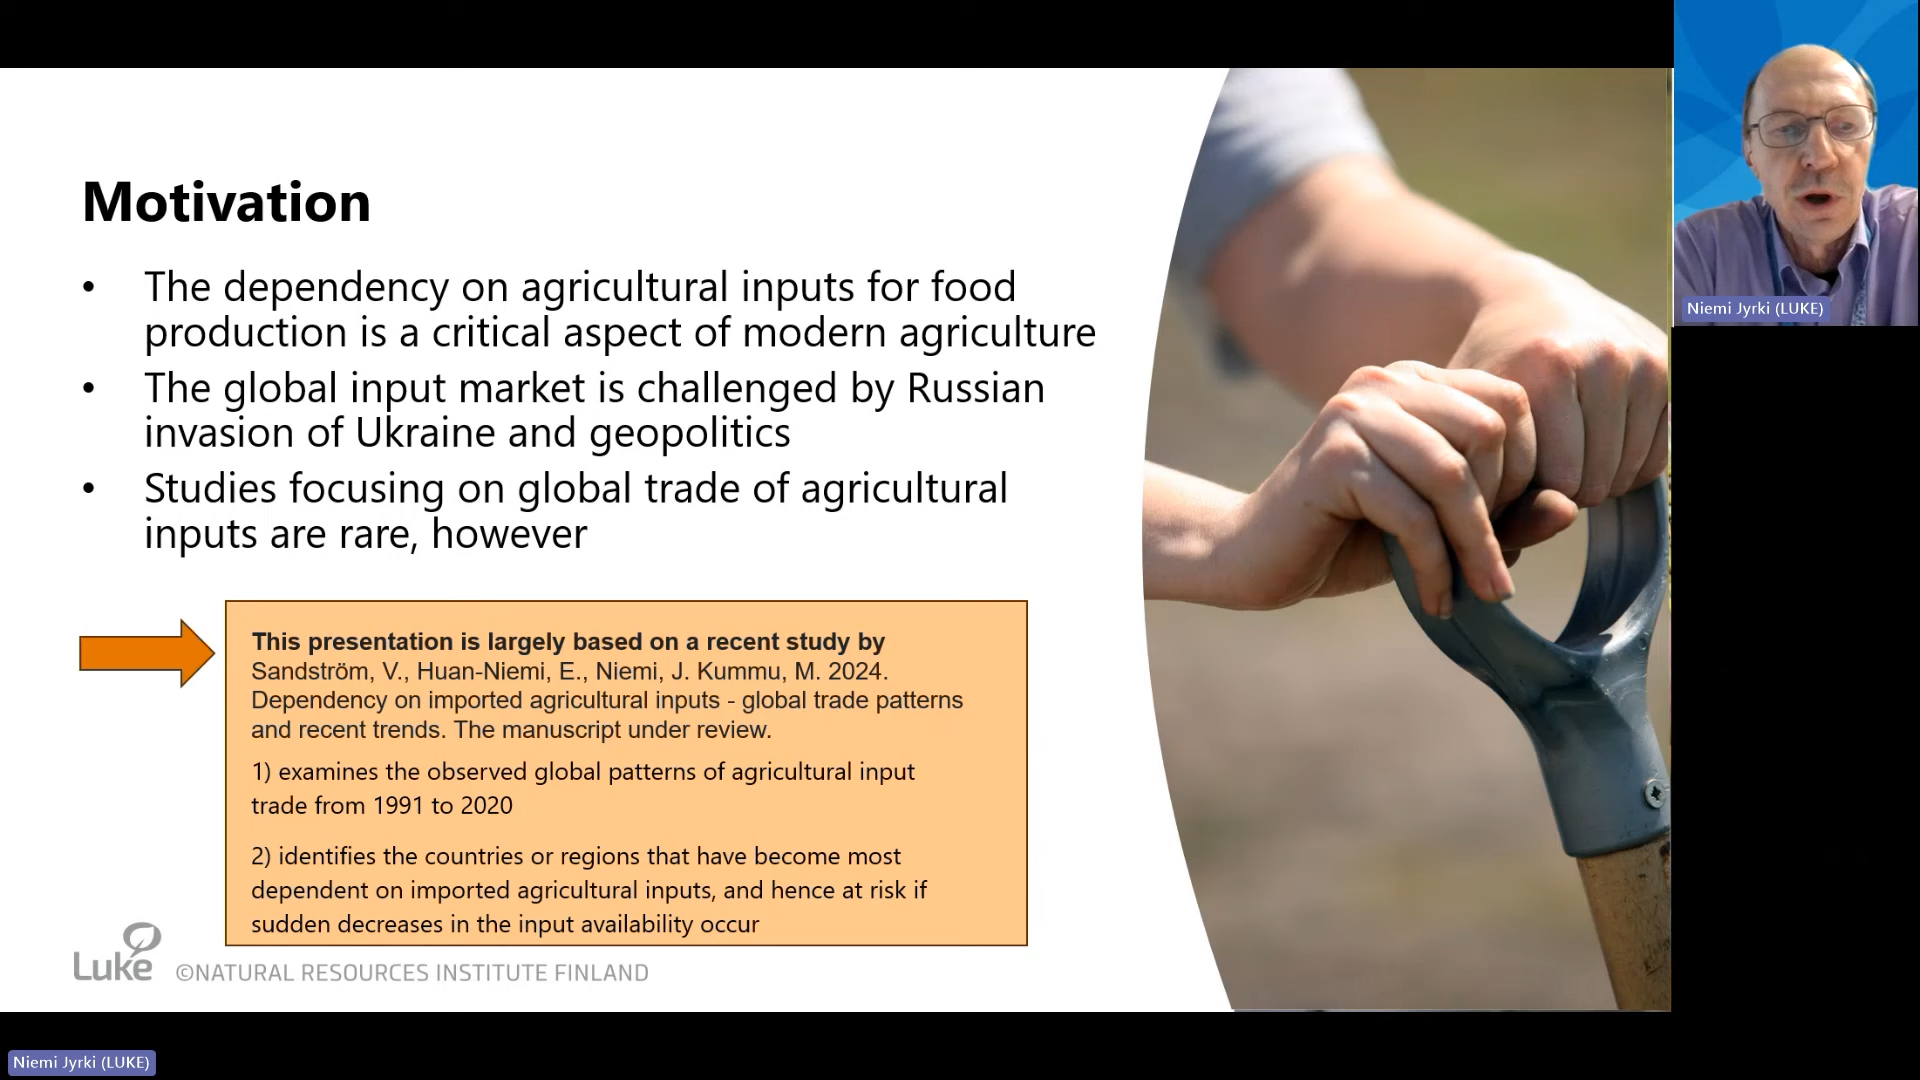 Motivation
• The dependency on agricultural inputs for food
production is a critical aspect of modern agriculture
• The global input market is challenged by Russian
invasion of Ukraine and geopolitics
• Studies focusing on global trade of agricultural
inputs are rare, however
This presentation is largely based on a recent study by
Sandström, V., Huan-Niemi, E., Niemi, J. Kummu, M. 2024.
Dependency on imported agricultural inputs - global trade patterns
and recent trends. The manuscript under review.
1) examines the observed global patterns of agricultural input
trade from 1991 to 2020
2) identifies the countries or regions that have become most
dependent on imported agricultural inputs, and hence at risk if
sudden decreases in the input availability occur
Luke ©NATURAL RESOURCES INSTITUTE FINLAND
Niemi Jyrki (LUKE)
Niemi Jyrki (LUKE)